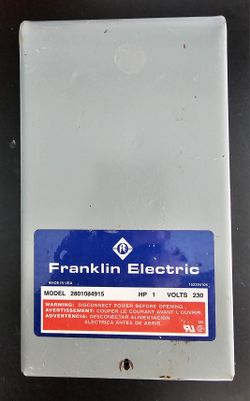 Franklin Electric
MADE IN USA
MODEL 2801084915 HP 1 VOLTS 230
WARNING: DISCONNECT POWER BEFORE OPENING.
AVERTISSEMENT: COUPER LE COURANT AVANT L'OUVRIR.
ADVERTENCIA: DESCONECTAR ALIMENTACION
ELECTRICA ANTES DE ABRIR.